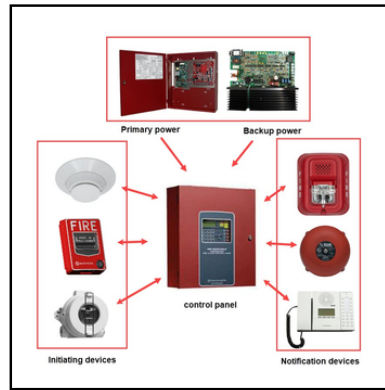 Primary power
Backup power
FIRE
control panel
Initiating devices
Notification devices